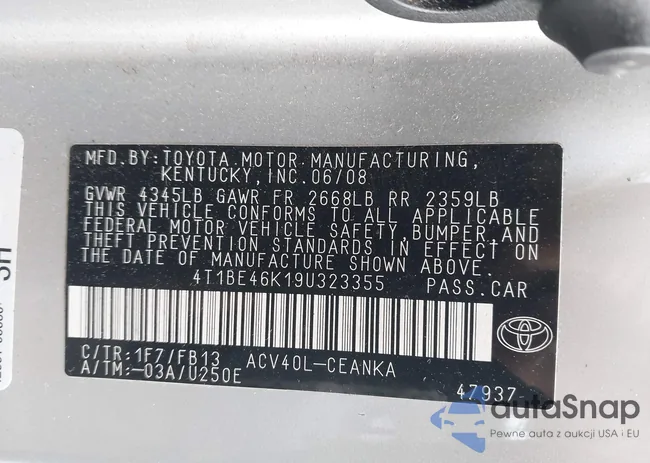 MFD.BY:TOYOTA MOTOR MANUFACTURING,
KENTUCKY, INC. 06/08
GVWR 4345LB GAWR FR 2668LB RR 2359LB
THIS VEHICLE CONFORMS TO ALL APPLICABLE
FEDERAL MOTOR VEHICLE SAFETY, BUMPER, AND
THEFT PREVENTION STANDARDS IN EFFECT ON
THE DATE OF MANUFACTURE SHOWN ABOVE.
4T1BE46K19U323355 PASS.CAR
C/TR:1F7/FB13 ACV40L-CEANKA
A/TM:-03A/U250E
47937
autoSnap
Pewne auta z aukcji USA i EU